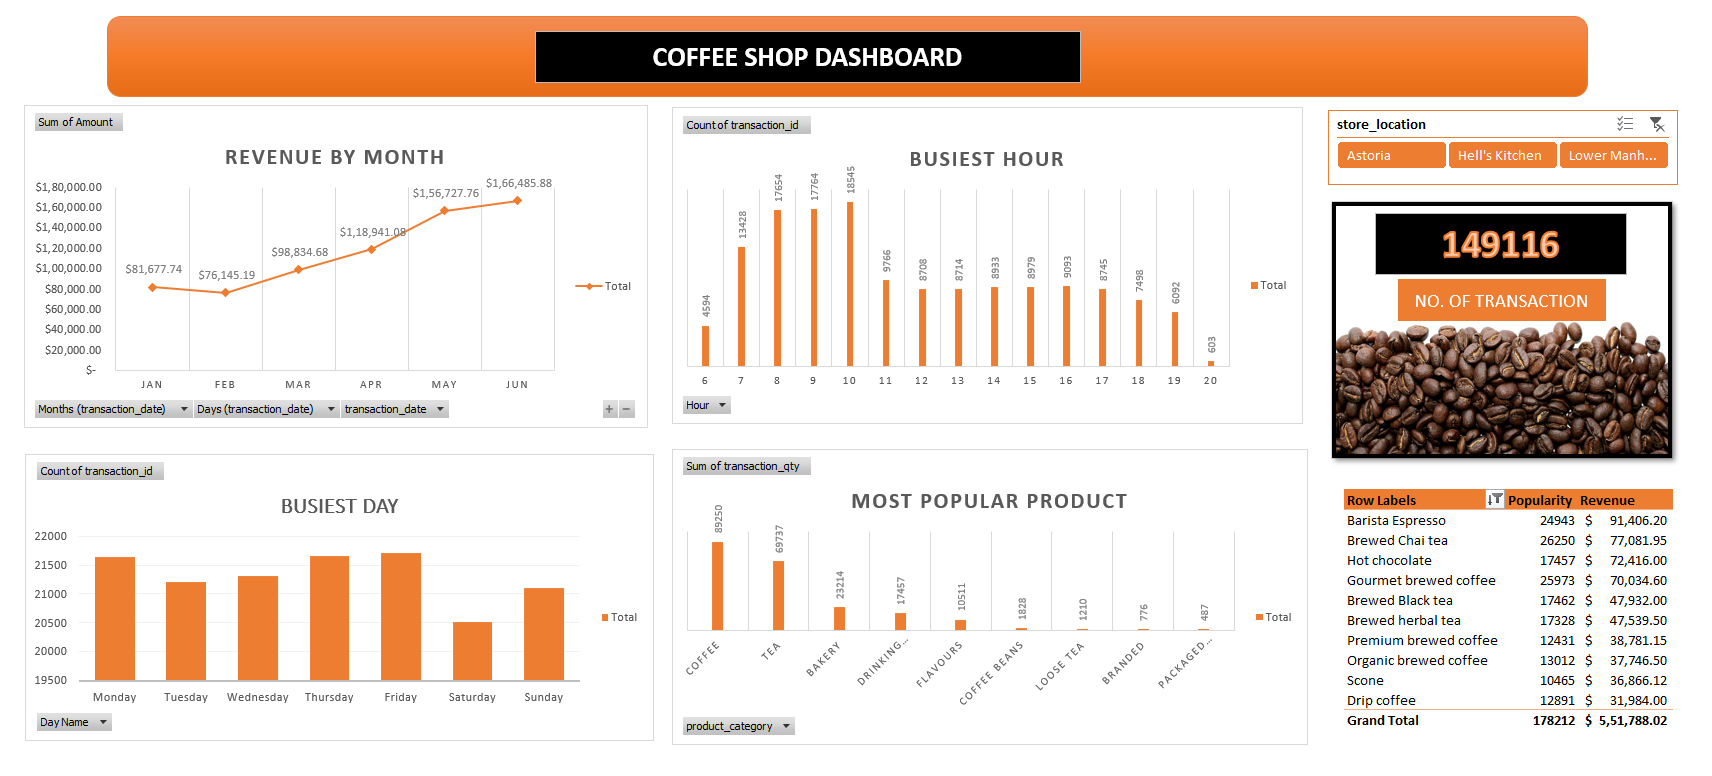 COFFEE SHOP DASHBOARD
Sum of Amount
REVENUE BY MONTH
$1,80,000.00
$1,60,000.00
$1,40,000.00
$1,20,000.00
$1,00,000.00
$80,000.00
$60,000.00
$40,000.00
$20,000.00
$-
$81,677.74
$76,145.19
$98,834.68
$1,18,941.08
$1,56,727.76
$1,66,485.88
JAN FEB MAR APR MAY JUN
Total
Months (transaction_date) Days (transaction_date) transaction_date
+ −
Count of transaction_id
BUSIEST HOUR
4594 13428 17654 17764 18545 9766 8708 8714 8933 8979 9093 8745 7498 6092 603
6 7 8 9 10 11 12 13 14 15 16 17 18 19 20
Total
Hour
store_location
Astoria Hell's Kitchen Lower Manh...
149116
NO. OF TRANSACTION
Count of transaction_id
BUSIEST DAY
22000
21500
21000
20500
20000
19500
Monday Tuesday Wednesday Thursday Friday Saturday Sunday
Total
Day Name
Sum of transaction_qty
MOST POPULAR PRODUCT
89250 69737 23214 17457 10511 1828 1210 776 487
COFFEE TEA BAKERY DRINKING... FLAVOURS COFFEE BEANS LOOSE TEA BRANDED PACKAGED...
Total
product_category
Row Labels Popularity Revenue
Barista Espresso 24943 $ 91,406.20
Brewed Chai tea 26250 $ 77,081.95
Hot chocolate 17457 $ 72,416.00
Gourmet brewed coffee 25973 $ 70,034.60
Brewed Black tea 17462 $ 47,932.00
Brewed herbal tea 17328 $ 47,539.50
Premium brewed coffee 12431 $ 38,781.15
Organic brewed coffee 13012 $ 37,746.50
Scone 10465 $ 36,866.12
Drip coffee 12891 $ 31,984.00
Grand Total 178212 $ 5,51,788.02